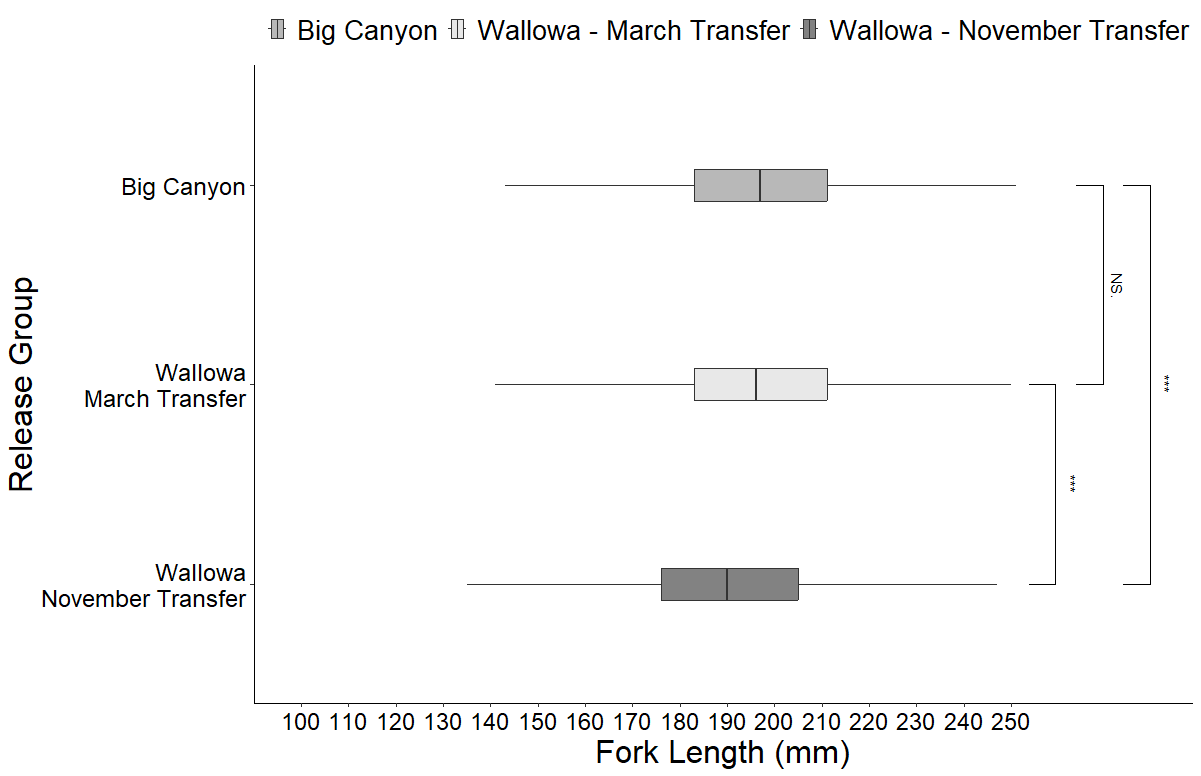 Big Canyon Wallowa - March Transfer Wallowa - November Transfer
Release Group
Big Canyon
Wallowa
March Transfer
Wallowa
November Transfer
NS.
***
***
100 110 120 130 140 150 160 170 180 190 200 210 220 230 240 250
Fork Length (mm)